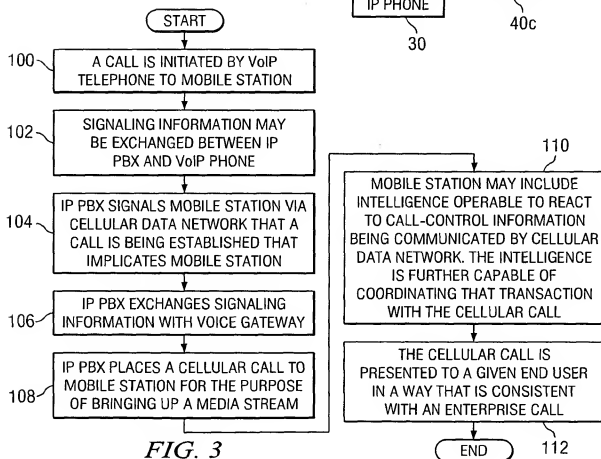 IP PHONE
30
40c
START
100
A CALL IS INITIATED BY VoIP
TELEPHONE TO MOBILE STATION
102
SIGNALING INFORMATION MAY
BE EXCHANGED BETWEEN IP
PBX AND VoIP PHONE
104
IP PBX SIGNALS MOBILE STATION VIA
CELLULAR DATA NETWORK THAT A
CALL IS BEING ESTABLISHED THAT
IMPLICATES MOBILE STATION
106
IP PBX EXCHANGES SIGNALING
INFORMATION WITH VOICE GATEWAY
108
IP PBX PLACES A CELLULAR CALL TO
MOBILE STATION FOR THE PURPOSE
OF BRINGING UP A MEDIA STREAM
110
MOBILE STATION MAY INCLUDE
INTELLIGENCE OPERABLE TO REACT
TO CALL-CONTROL INFORMATION
BEING COMMUNICATED BY CELLULAR
DATA NETWORK. THE INTELLIGENCE
IS FURTHER CAPABLE OF
COORDINATING THAT TRANSACTION
WITH THE CELLULAR CALL
THE CELLULAR CALL IS
PRESENTED TO A GIVEN END USER
IN A WAY THAT IS CONSISTENT
WITH AN ENTERPRISE CALL
112
END
FIG. 3